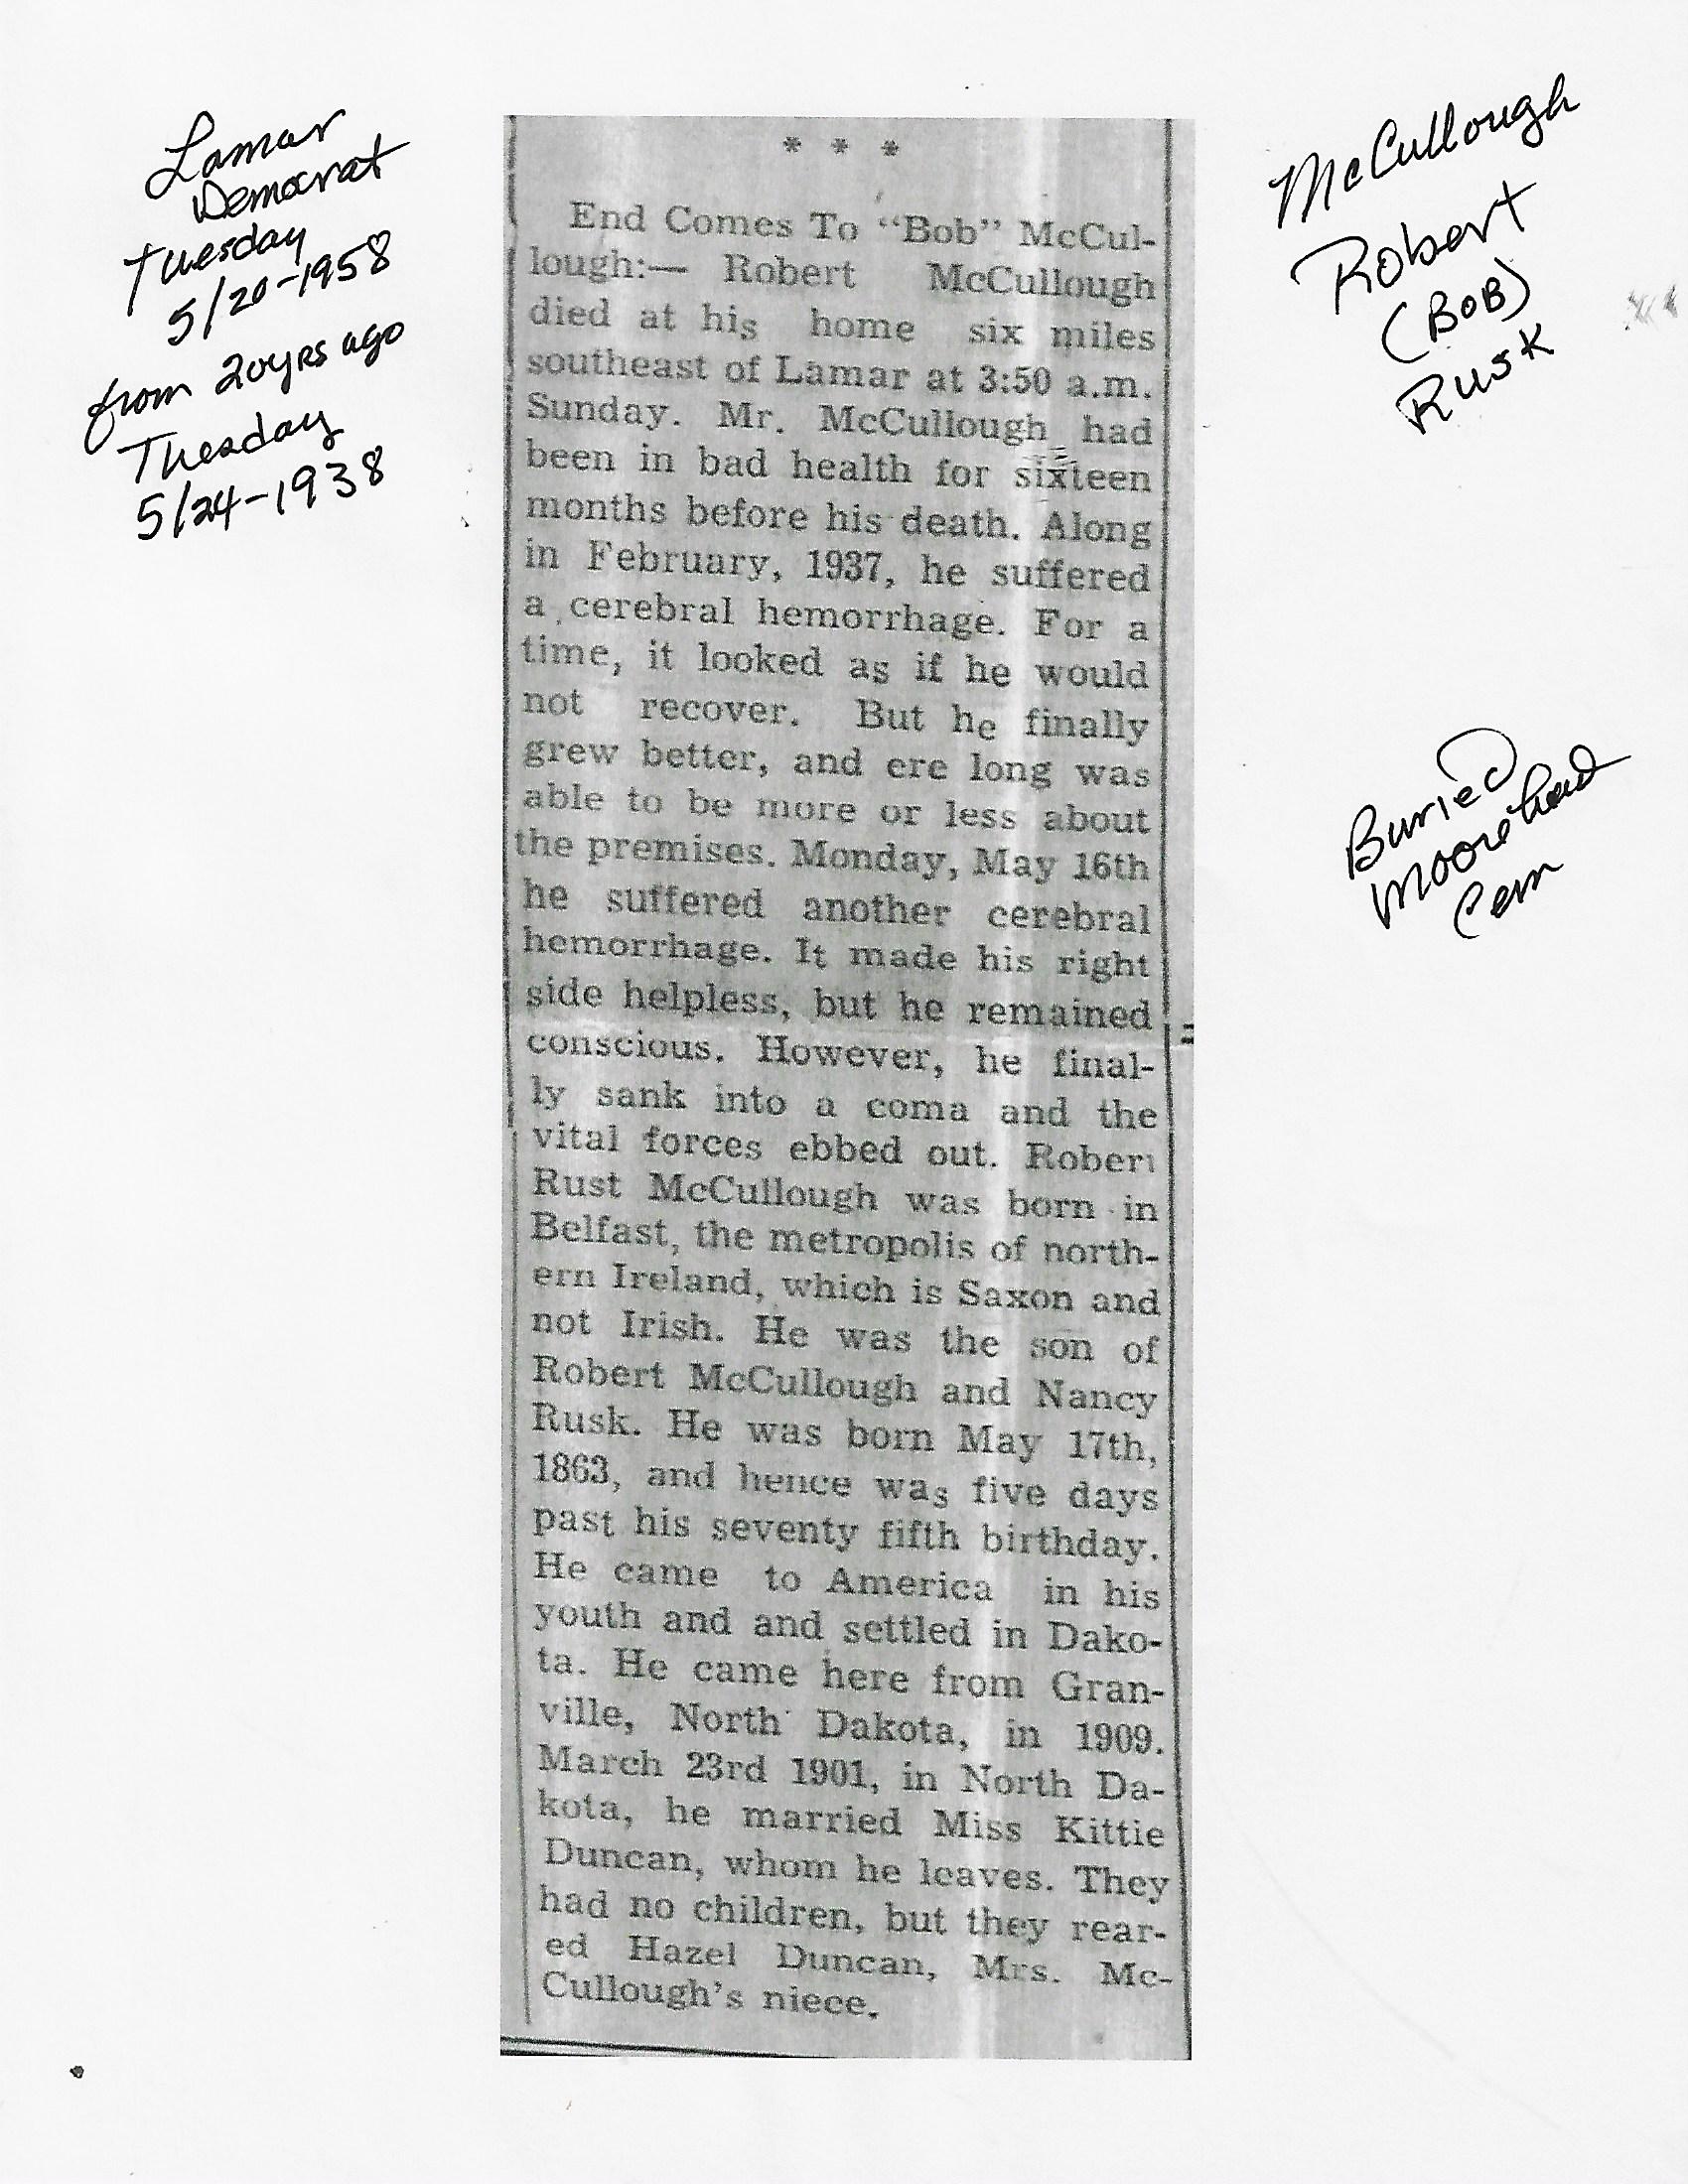 Lamar
Democrat
Tuesday
5/20-1958
from 20yrs ago
Tuesday
5/24-1938
* * *
End Comes To "Bob" McCul-
lough:— Robert McCullough
died at his home six miles
southeast of Lamar at 3:50 a.m.
Sunday. Mr. McCullough had
been in bad health for sixteen
months before his death. Along
in February, 1937, he suffered
a cerebral hemorrhage. For a
time, it looked as if he would
not recover. But he finally
grew better, and ere long was
able to be more or less about
the premises. Monday, May 16th
he suffered another cerebral
hemorrhage. It made his right
side helpless, but he remained
conscious. However, he final-
ly sank into a coma and the
vital forces ebbed out. Robert
Rust McCullough was born in
Belfast, the metropolis of north-
ern Ireland, which is Saxon and
not Irish. He was the son of
Robert McCullough and Nancy
Rusk. He was born May 17th,
1863, and hence was five days
past his seventy fifth birthday.
He came to America in his
youth and and settled in Dako-
ta. He came here from Gran-
ville, North Dakota, in 1909.
March 23rd 1901, in North Da-
kota, he married Miss Kittie
Duncan, whom he leaves. They
had no children, but they rear-
ed Hazel Duncan, Mrs. Mc-
Cullough's niece.
McCullough
Robert
(BOB)
Rusk
Buried
Moorehead
Cem